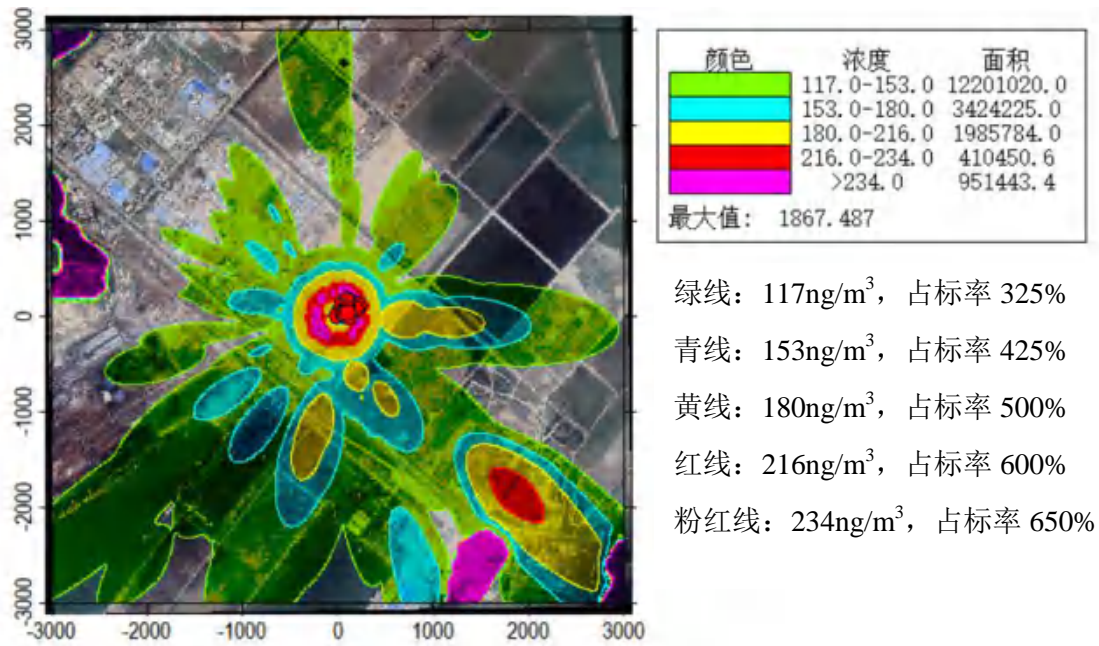 3000
2000
1000
0
-1000
-2000
-3000
-3000 -2000 -1000 0 1000 2000 3000
颜色 浓度 面积
117.0-153.0 12201020.0
153.0-180.0 3424225.0
180.0-216.0 1985784.0
216.0-234.0 410450.6
>234.0 951443.4
最大值: 1867.487
绿线：117ng/m³，占标率 325%
青线：153ng/m³，占标率 425%
黄线：180ng/m³，占标率 500%
红线：216ng/m³，占标率 600%
粉红线：234ng/m³，占标率 650%